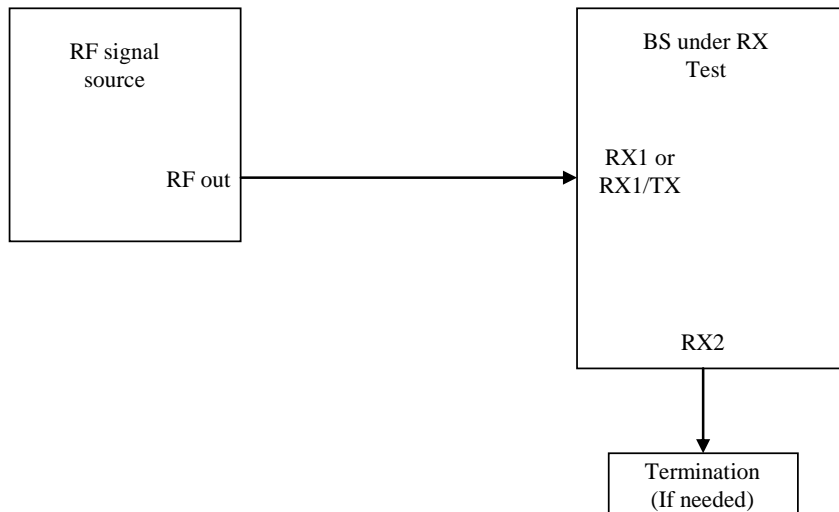 RF signal
source
RF out
BS under RX
Test
RX1 or
RX1/TX
RX2
Termination
(If needed)